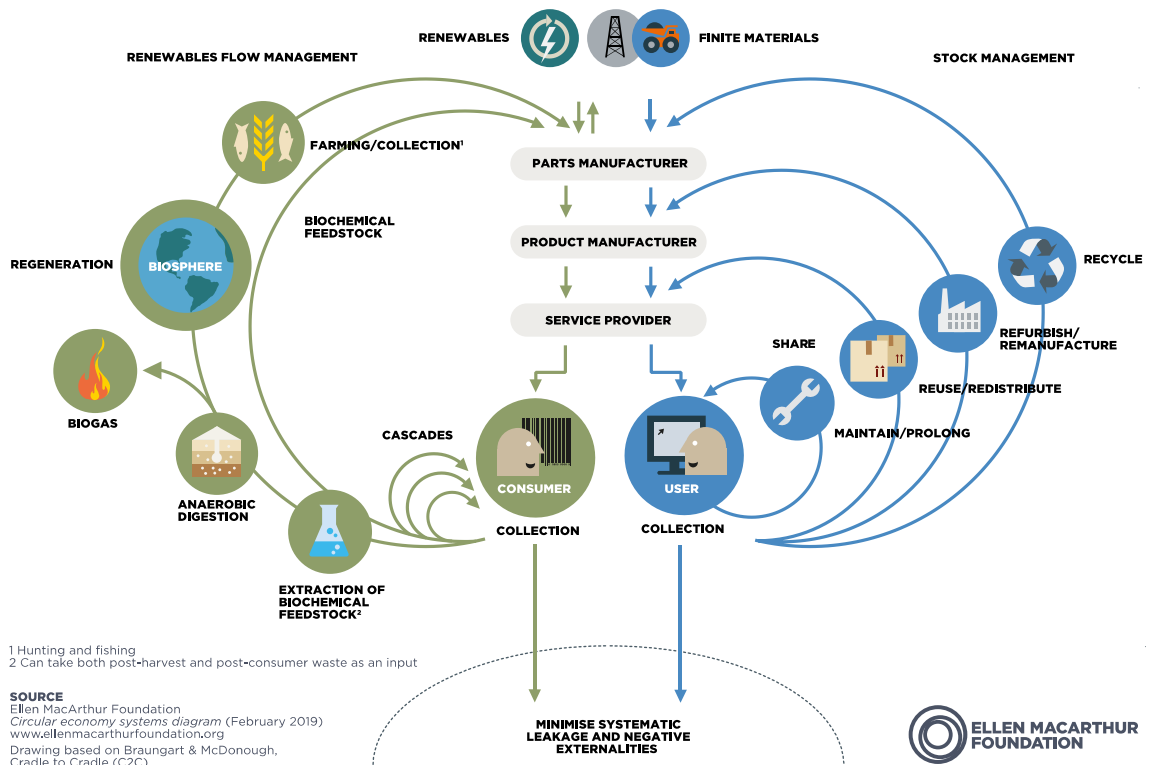 RENEWABLES
FINITE MATERIALS
RENEWABLES FLOW MANAGEMENT
STOCK MANAGEMENT
FARMING/COLLECTION¹
PARTS MANUFACTURER
BIOCHEMICAL
FEEDSTOCK
PRODUCT MANUFACTURER
REGENERATION
BIOSPHERE
RECYCLE
SERVICE PROVIDER
SHARE
REFURBISH/
REMANUFACTURE
REUSE/REDISTRIBUTE
BIOGAS
CASCADES
MAINTAIN/PROLONG
CONSUMER
USER
ANAEROBIC
DIGESTION
COLLECTION
COLLECTION
EXTRACTION OF
BIOCHEMICAL
FEEDSTOCK²
1 Hunting and fishing
2 Can take both post-harvest and post-consumer waste as an input
SOURCE
Ellen MacArthur Foundation
Circular economy systems diagram (February 2019)
www.ellenmacarthurfoundation.org
Drawing based on Braungart & McDonough,
Cradle to Cradle (C2C)
MINIMISE SYSTEMATIC
LEAKAGE AND NEGATIVE
EXTERNALITIES
ELLEN MACARTHUR
FOUNDATION